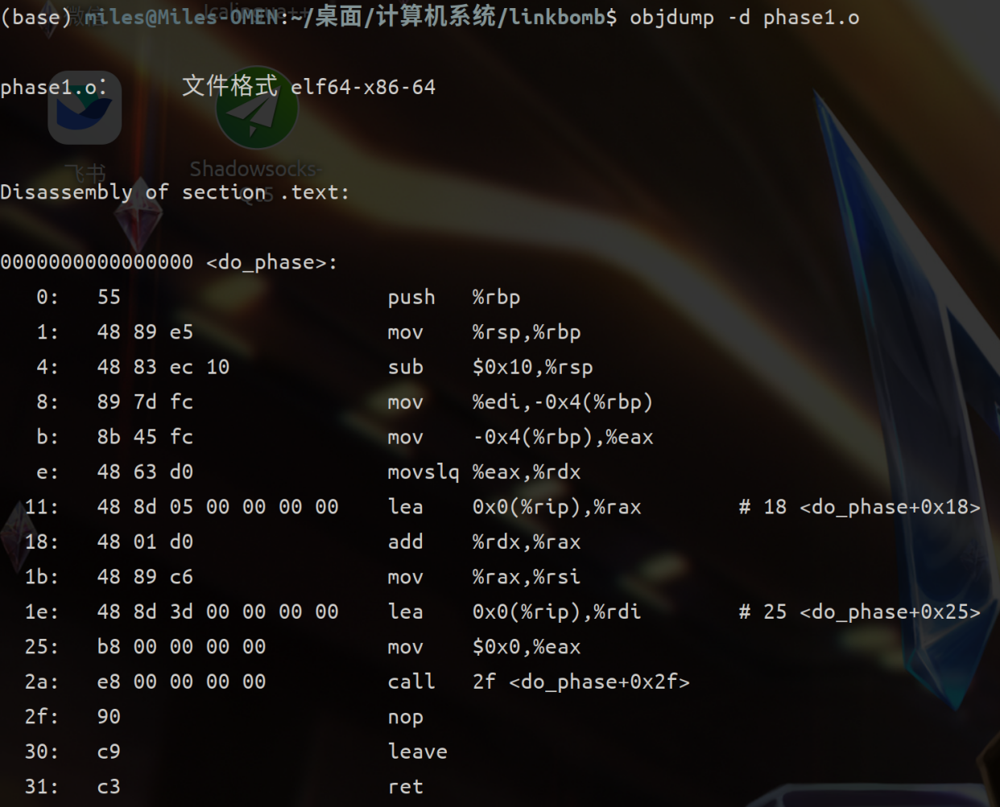 (base) miles@Miles-OMEN:~/桌面/计算机系统/linkbomb$ objdump -d phase1.o
微信
phase1.o：     文件格式 elf64-x86-64
飞书
Shadowsocks-
Qt5
Disassembly of section .text:
0000000000000000 <do_phase>:
0: 55 push %rbp
1: 48 89 e5 mov %rsp,%rbp
4: 48 83 ec 10 sub $0x10,%rsp
8: 89 7d fc mov %edi,-0x4(%rbp)
b: 8b 45 fc mov -0x4(%rbp),%eax
e: 48 63 d0 movslq %eax,%rdx
11: 48 8d 05 00 00 00 00 lea 0x0(%rip),%rax # 18 <do_phase+0x18>
18: 48 01 d0 add %rdx,%rax
1b: 48 89 c6 mov %rax,%rsi
1e: 48 8d 3d 00 00 00 00 lea 0x0(%rip),%rdi # 25 <do_phase+0x25>
25: b8 00 00 00 00 mov $0x0,%eax
2a: e8 00 00 00 00 call 2f <do_phase+0x2f>
2f: 90 nop
30: c9 leave
31: c3 ret